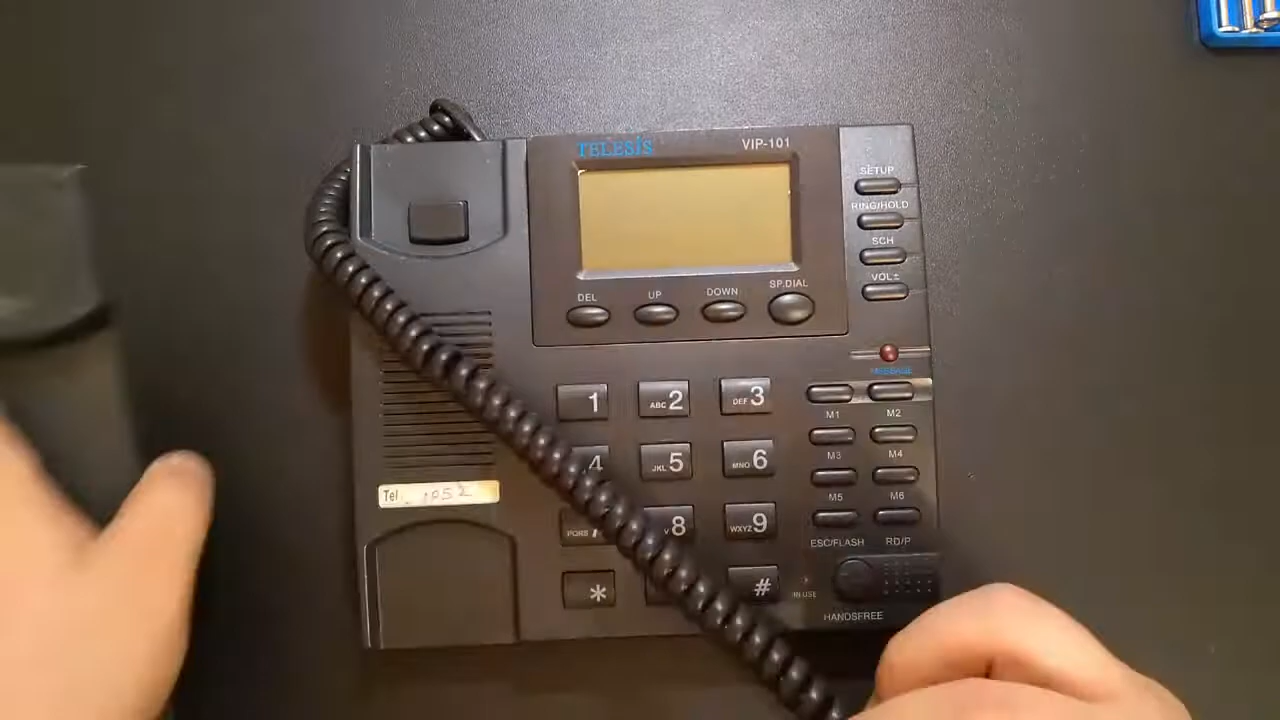 TELESİS VIP-101
SETUP
RING/HOLD
SCH
VOL±
DEL UP DOWN SP.DIAL
MESSAGE
1 ABC 2 DEF 3
M1 M2
4 JKL 5 MNO 6
M3 M4
Tel
M5 M6
PQRS 8 WXYZ 9
ESC/FLASH RD/P
* #
IN USE
HANDSFREE